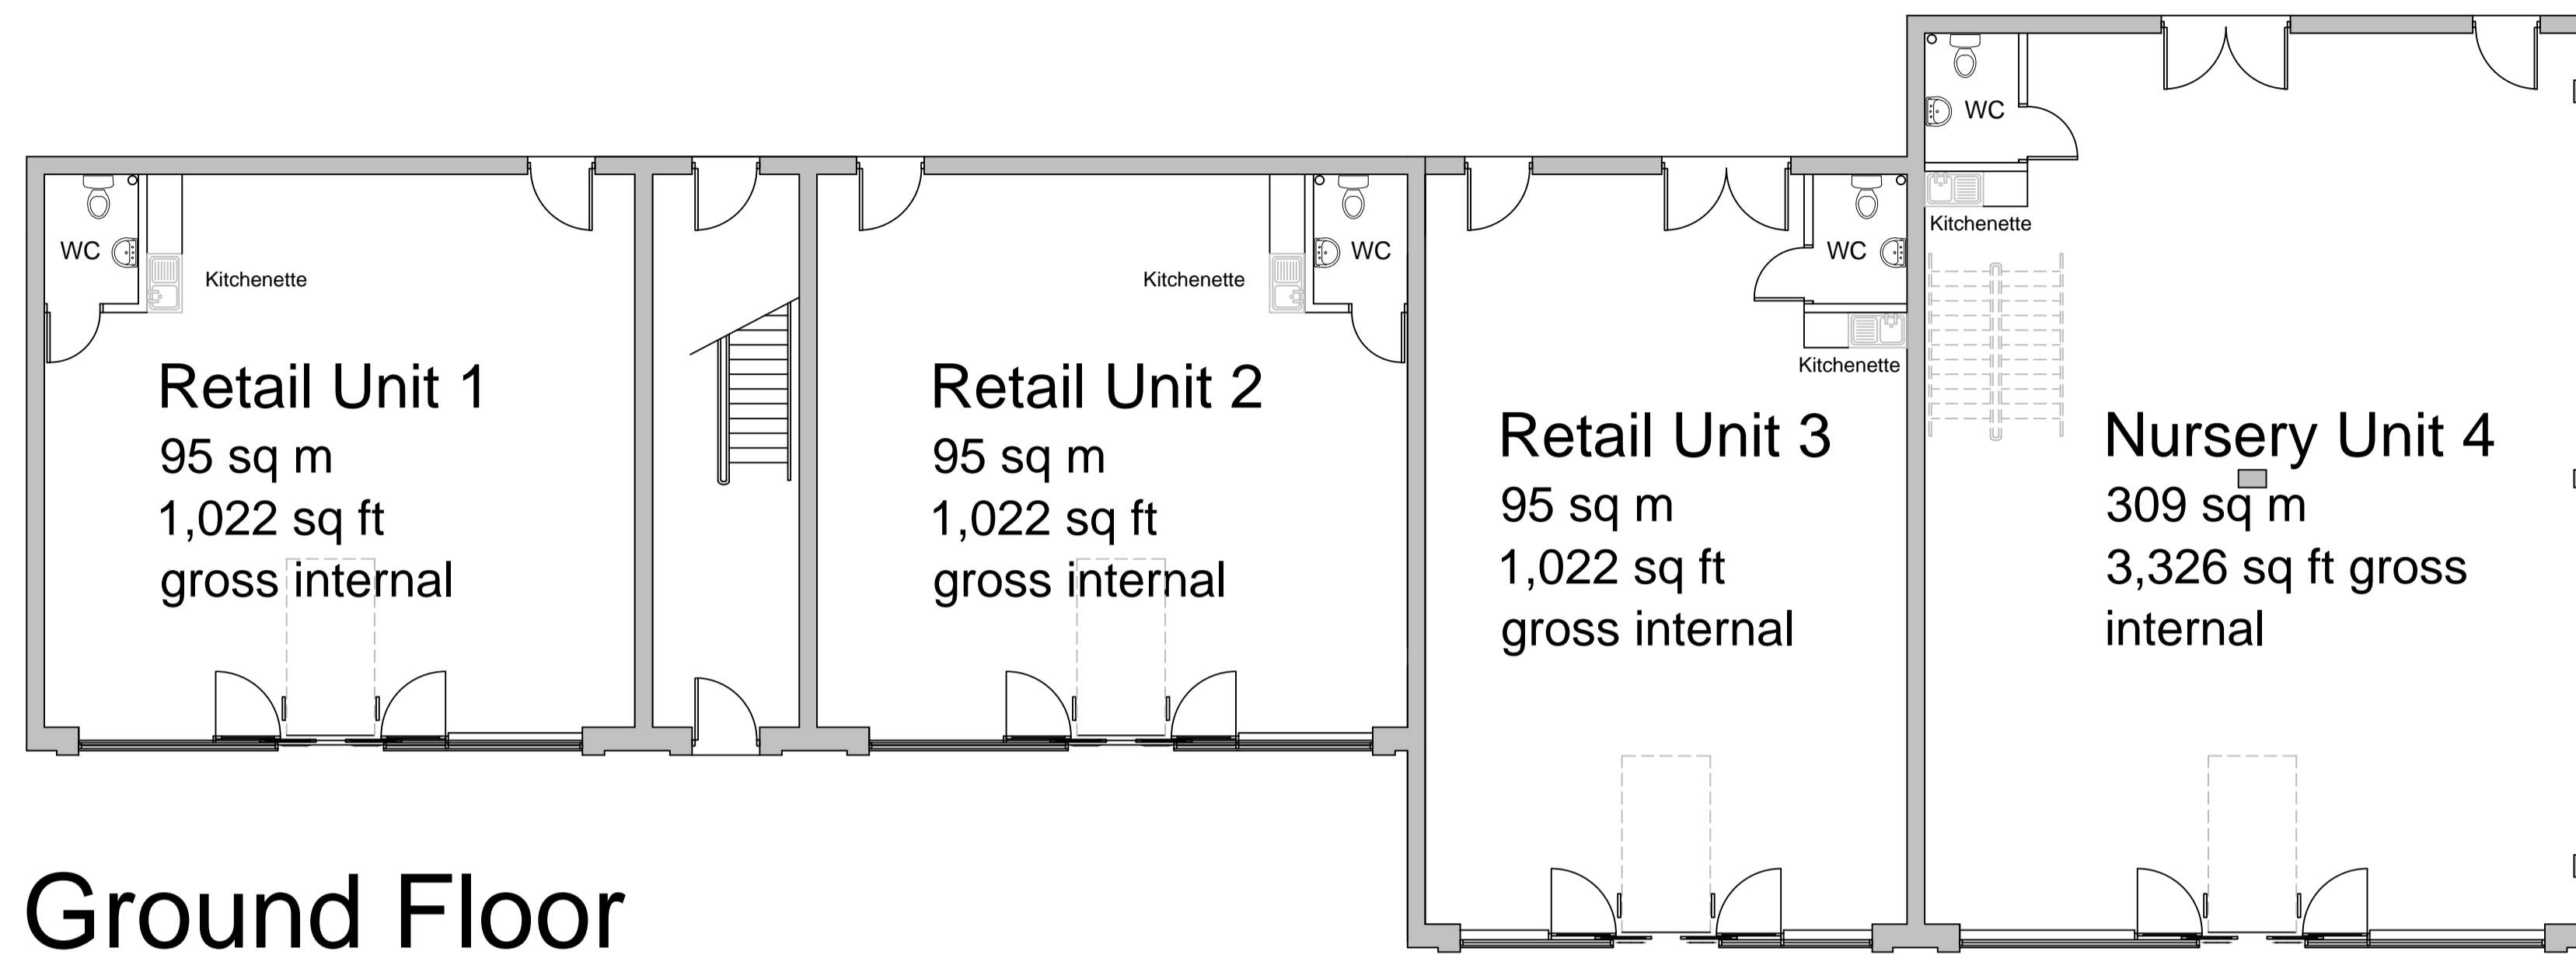 WC
Kitchenette
Retail Unit 1
95 sq m
1,022 sq ft
gross internal
Kitchenette
WC
Retail Unit 2
95 sq m
1,022 sq ft
gross internal
WC
Kitchenette
Retail Unit 3
95 sq m
1,022 sq ft
gross internal
WC
Kitchenette
Nursery Unit 4
309 sq m
3,326 sq ft gross
internal
Ground Floor